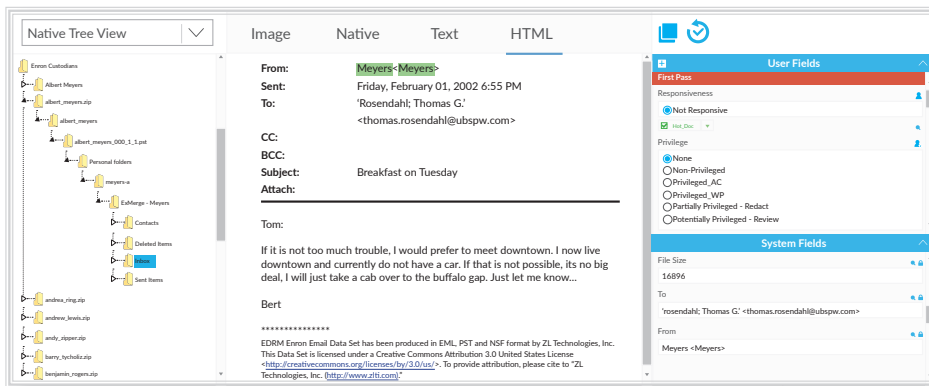 Native Tree View
Enron Custodians
Albert Meyers
albert_meyers.zip
albert_meyers
albert_meyers_000_1_1.pst
Personal folders
meyers-a
ExMerge - Meyers
Contacts
Deleted Items
Inbox
Sent Items
andrea_ring.zip
andrew_lewis.zip
andy_zipper.zip
barry_tycholiz.zip
benjamin_rogers.zip
Image Native Text HTML
From: Meyers<Meyers>
Sent: Friday, February 01, 2002 6:55 PM
To: 'Rosendahl; Thomas G.'
<thomas.rosendahl@ubspw.com>
CC:
BCC:
Subject: Breakfast on Tuesday
Attach:
Tom:
If it is not too much trouble, I would prefer to meet downtown. I now live
downtown and currently do not have a car. If that is not possible, its no big
deal, I will just take a cab over to the buffalo gap. Just let me know...
Bert
***************
EDRM Enron Email Data Set has been produced in EML, PST and NSF format by ZL Technologies, Inc.
This Data Set is licensed under a Creative Commons Attribution 3.0 United States License
<http://creativecommons.org/licenses/by/3.0/us/>. To provide attribution, please cite to "ZL
Technologies, Inc. (http://www.zlti.com)."
User Fields
First Pass
Responsiveness
Not Responsive
Hot_Doc
Privilege
None
Non-Privileged
Privileged_AC
Privileged_WP
Partially Privileged - Redact
Potentially Privileged - Review
System Fields
File Size
16896
To
'rosendahl; Thomas G.' <thomas.rosendahl@ubspw.com>
From
Meyers <Meyers>